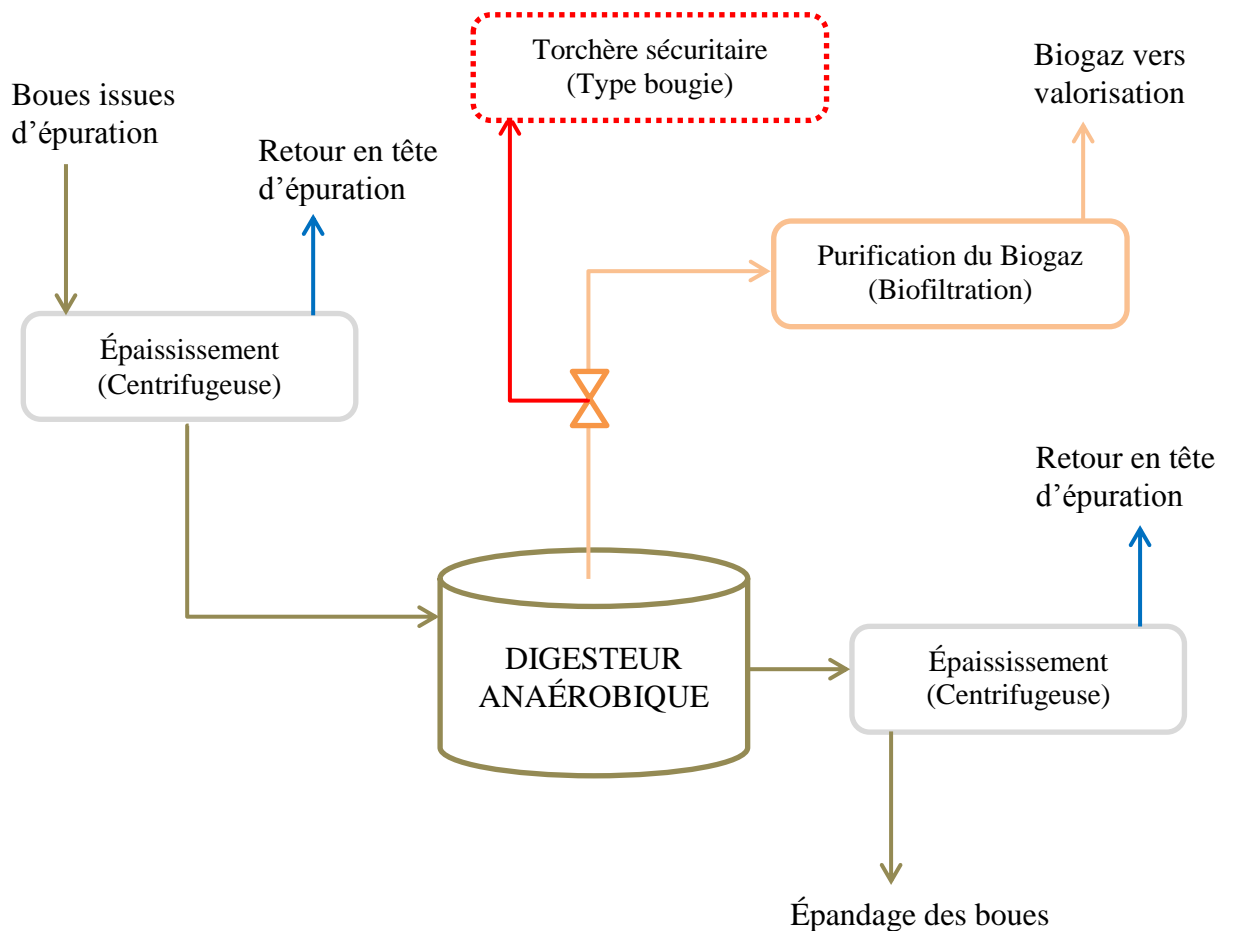 Torchère sécuritaire
(Type bougie)
Biogaz vers
valorisation
Boues issues
d’épuration
Retour en tête
d’épuration
Purification du Biogaz
(Biofiltration)
Épaississement
(Centrifugeuse)
Retour en tête
d’épuration
DIGESTEUR
ANAÉROBIQUE
Épaississement
(Centrifugeuse)
Épandage des boues